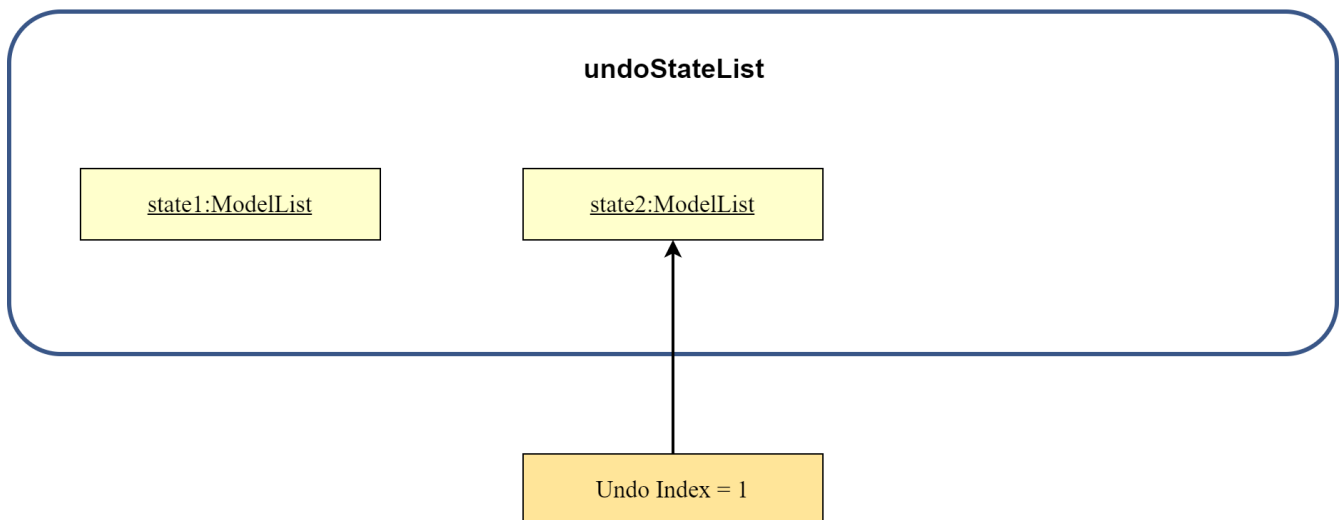 undoStateList
state1:ModelList
state2:ModelList
Undo Index = 1